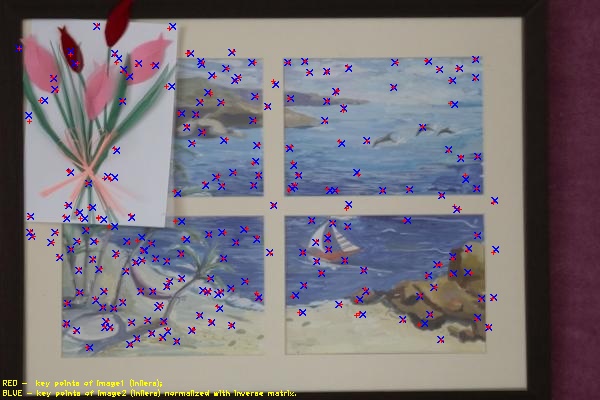 RED - key points of image1 (inliers);
BLUE - key points of image2 (inliers) normalized with inverse matrix.